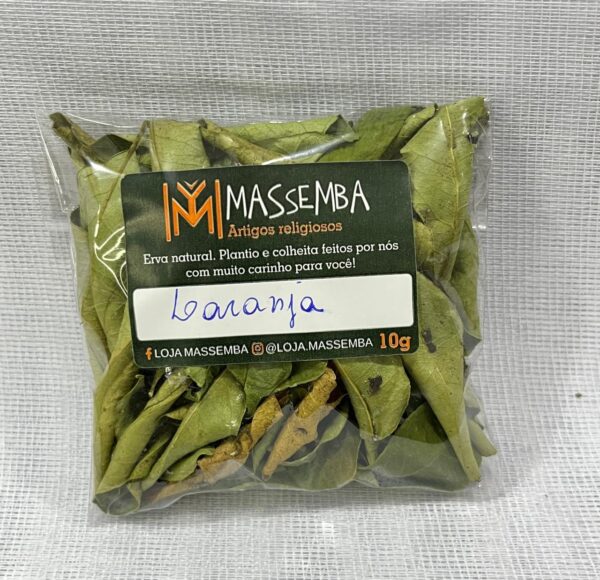 MASSEMBA
Artigos religiosos
Erva natural. Plantio e colheita feitos por nós
com muito carinho para você!
Laranja
LOJA MASSEMBA @LOJA.MASSEMBA 10g